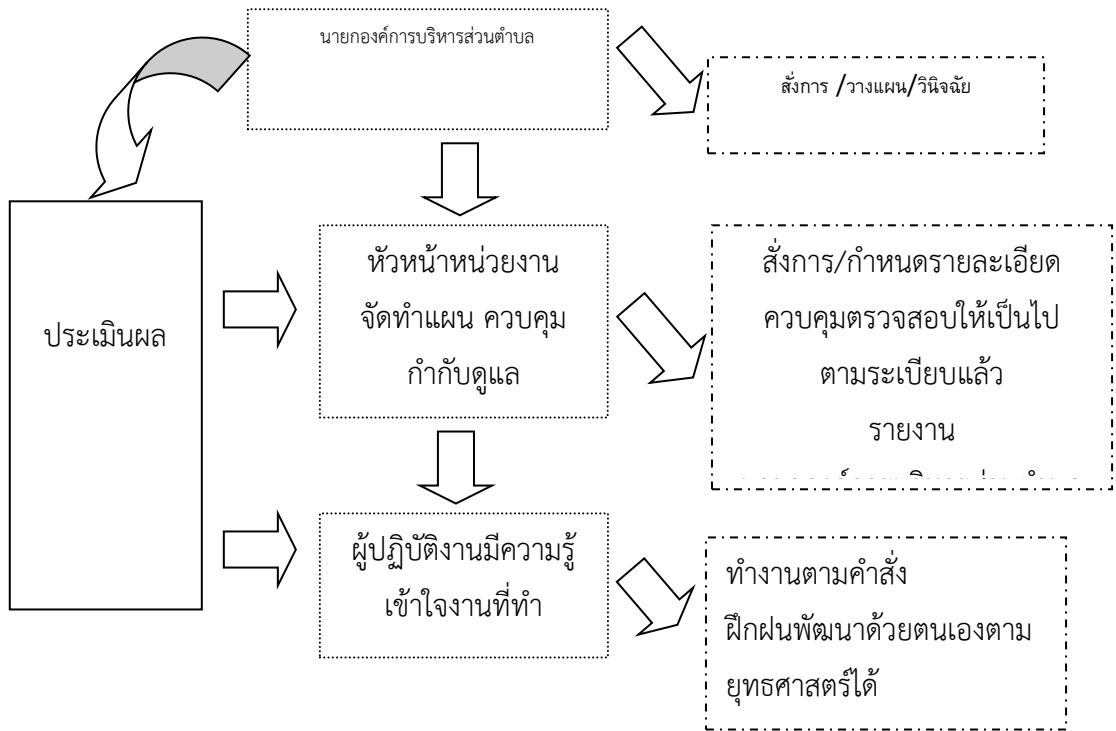 นายกองค์การบริหารส่วนตำบล
สั่งการ /วางแผน/วินิจฉัย
ประเมินผล
หัวหน้าหน่วยงาน
จัดทำแผน ควบคุม
กำกับดูแล
สั่งการ/กำหนดรายละเอียด
ควบคุมตรวจสอบให้เป็นไป
ตามระเบียบแล้ว
รายงาน
ผู้ปฏิบัติงานมีความรู้
เข้าใจงานที่ทำ
ทำงานตามคำสั่ง
ฝึกฝนพัฒนาด้วยตนเองตาม
ยุทธศาสตร์ได้